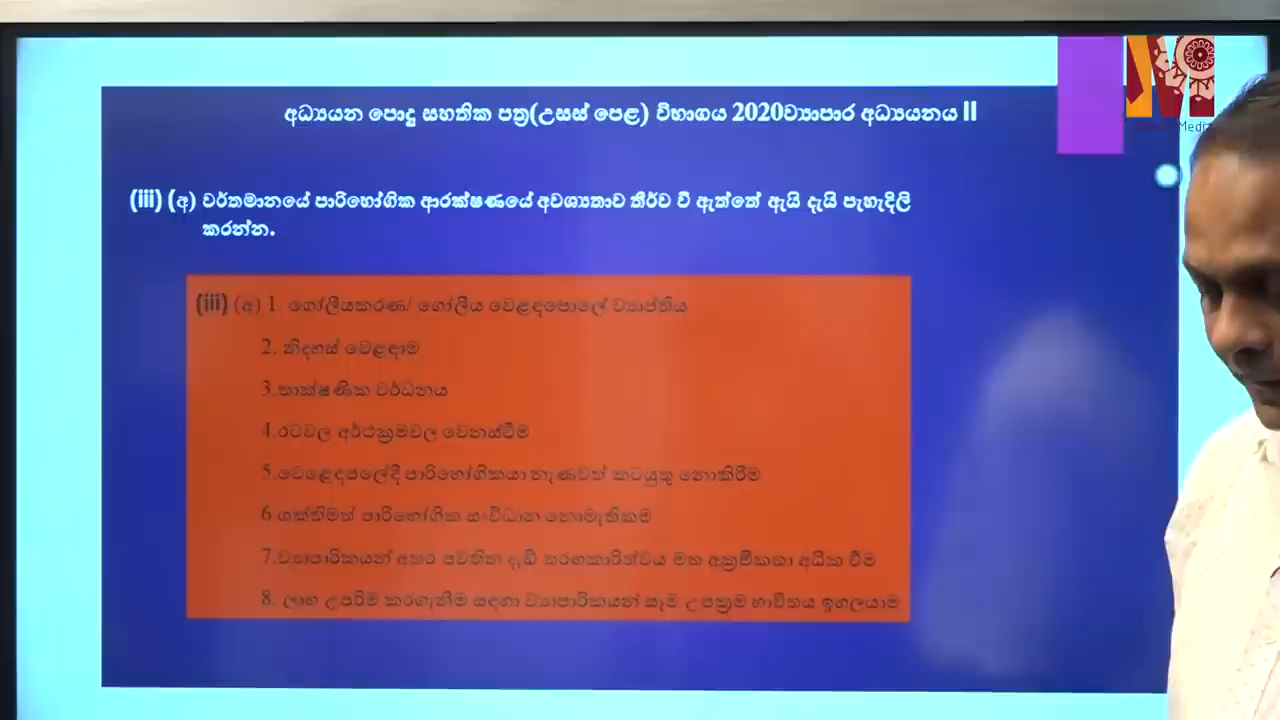 අධ්‍යයන පොදු සහතික පත්‍ර(උසස් පෙළ) විභාගය 2020ව්‍යාපාර අධ්‍යයනය II
Media
(iii) (අ) වර්තමානයේ පාරිභෝගික ආරක්ෂණයේ අවශ්‍යතාව තීර්ව වී ඇත්තේ ඇයි දැයි පැහැදිලි
කරන්න.
(iii) (අ) 1. ගෝලීයකරණ/ ගෝලීය වෙළඳපොලේ ව්‍යාප්තිය
2. නිදහස් වෙළඳාම
3.තාක්ෂණික වර්ධනය
4.රටවල අර්ථක්‍රමවල වෙනස්වීම
5.වෙළෙදපලේදී පාරිභෝගිකයා නැණවත් කටයුතු නොකිරීම
6 ශක්තිමත් පාරිභෝගික සංවිධාන නොමැතිකම
7.ව්‍යාපාරිකයන් අතර පවතින දැඩි තරඟකාරිත්වය මත අක්‍රමිකතා අධික වීම
8. ලාභ උපරිම කරගැනීම සඳහා ව්‍යාපාරිකයන් සෑම උපක්‍රම භාවිතය ඉහලයාම